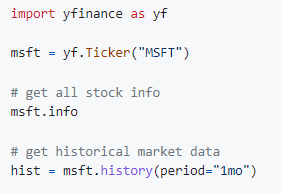 import yfinance as yf
msft = yf.Ticker("MSFT")
# get all stock info
msft.info
# get historical market data
hist = msft.history(period="1mo")